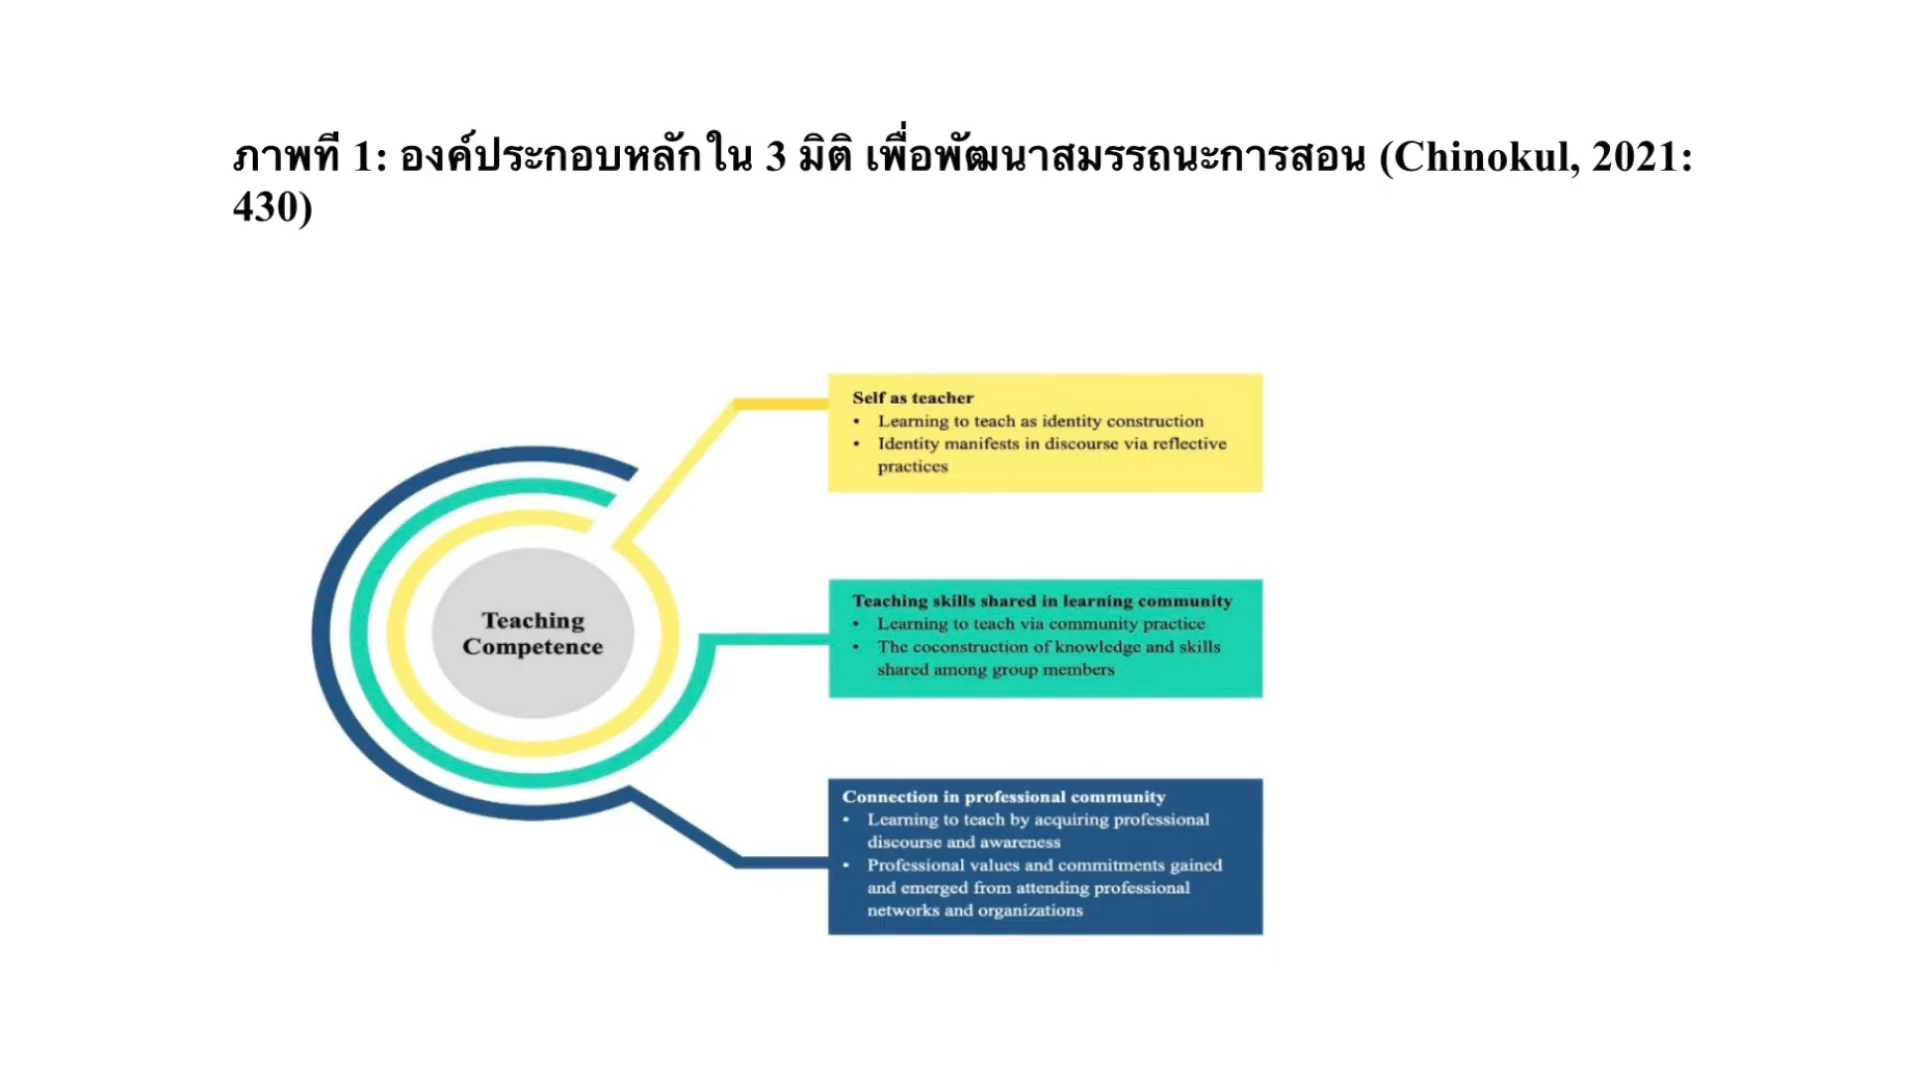 ภาพที 1: องค์ประกอบหลักใน 3 มิติ เพื่อพัฒนาสมรรถนะการสอน (Chinokul, 2021:
430)
Self as teacher
• Learning to teach as identity construction
• Identity manifests in discourse via reflective
practices
Teaching
Competence
Teaching skills shared in learning community
• Learning to teach via community practice
• The coconstruction of knowledge and skills
shared among group members
Connection in professional community
• Learning to teach by acquiring professional
discourse and awareness
• Professional values and commitments gained
and emerged from attending professional
networks and organizations